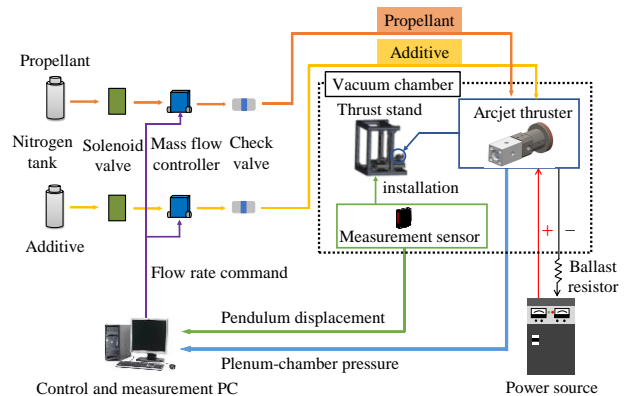 Propellant
Additive
Propellant
Vacuum chamber
Thrust stand
Arcjet thruster
Nitrogen
tank
Solenoid
valve
Mass flow
controller
Check
valve
installation
Measurement sensor
+
−
Additive
Flow rate command
Ballast
resistor
Pendulum displacement
Plenum-chamber pressure
Control and measurement PC
Power source